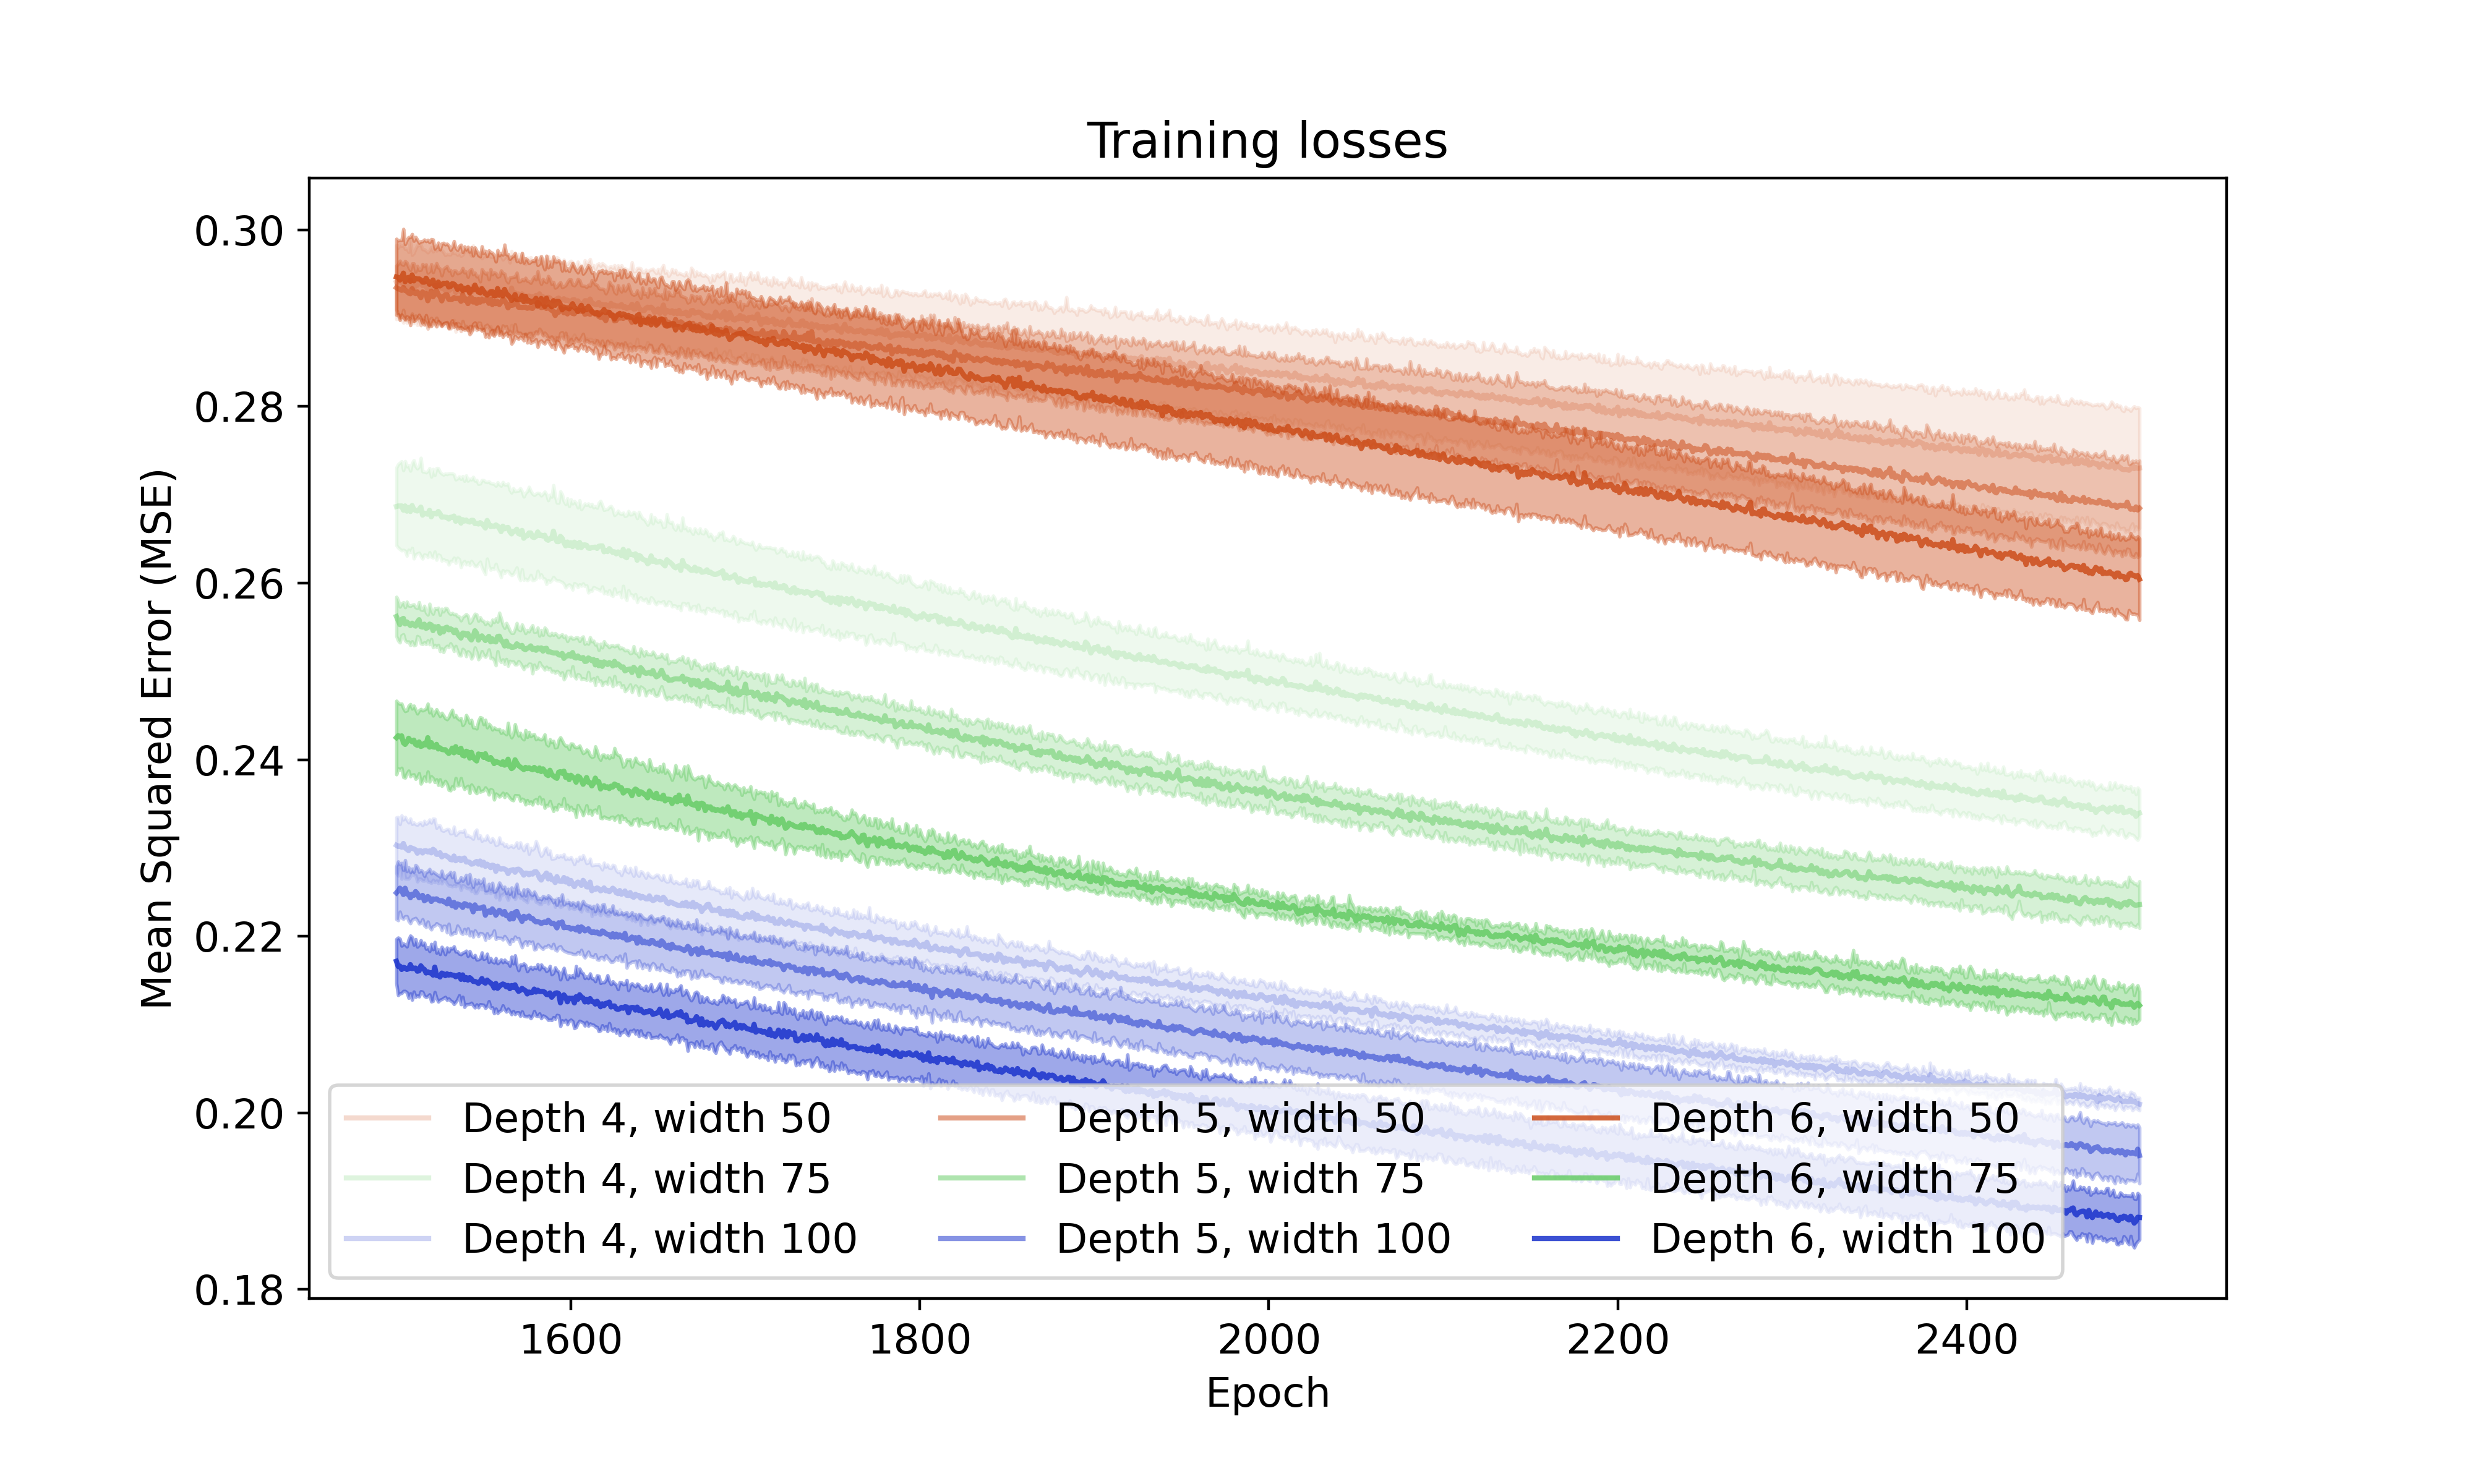 Training losses
Mean Squared Error (MSE)
0.30
0.28
0.26
0.24
0.22
0.20
0.18
Depth 4, width 50
Depth 5, width 50
Depth 6, width 50
Depth 4, width 75
Depth 5, width 75
Depth 6, width 75
Depth 4, width 100
Depth 5, width 100
Depth 6, width 100
1600 1800 2000 2200 2400
Epoch